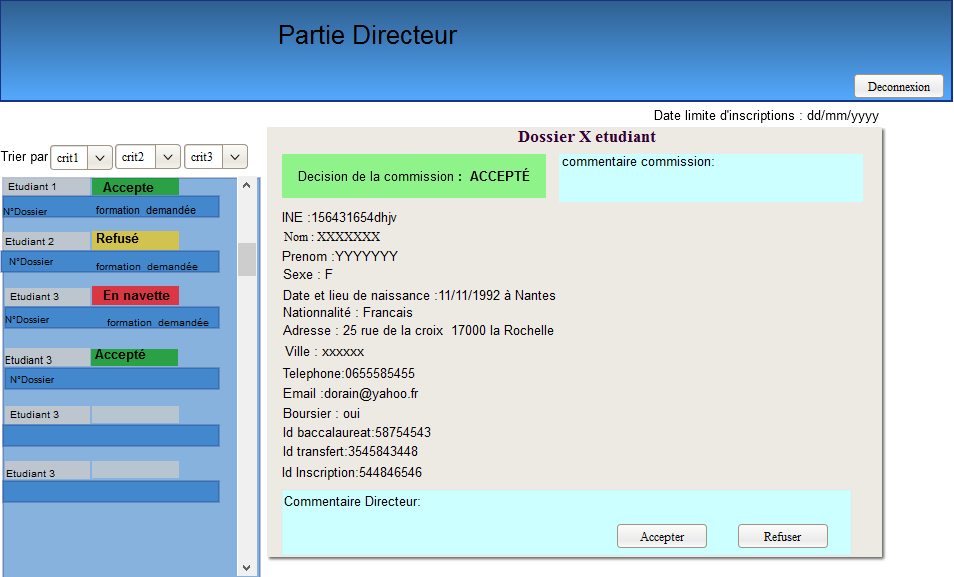 Partie Directeur
Deconnexion
Date limite d'inscriptions : dd/mm/yyyy
Trier par crit1 crit2 crit3
Etudiant 1 Accepte
N°Dossier formation demandée
Etudiant 2 Refusé
N°Dossier formation demandée
Etudiant 3 En navette
N°Dossier formation demandée
Etudiant 3 Accepté
N°Dossier
Etudiant 3
Etudiant 3
Dossier X etudiant
Decision de la commission : ACCEPTÉ
commentaire commission:
INE :156431654dhjv
Nom : XXXXXXX
Prenom :YYYYYYY
Sexe : F
Date et lieu de naissance :11/11/1992 à Nantes
Nationnalité : Francais
Adresse : 25 rue de la croix 17000 la Rochelle
Ville : xxxxxx
Telephone:0655585455
Email :dorain@yahoo.fr
Boursier : oui
Id baccalaureat:58754543
Id transfert:3545843448
Id Inscription:544846546
Commentaire Directeur:
Accepter Refuser